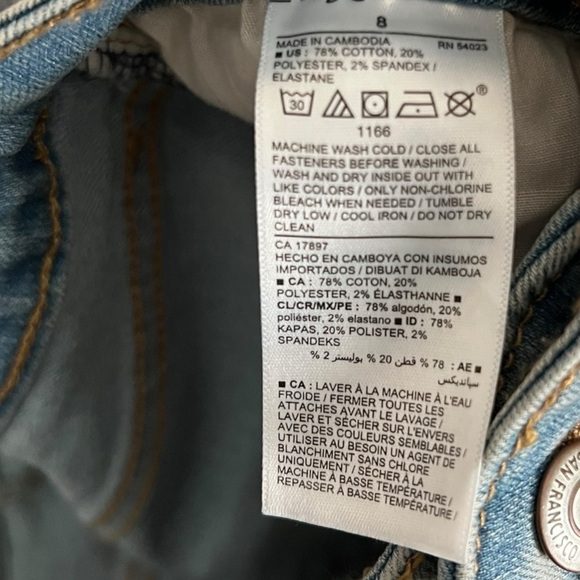 8
MADE IN CAMBODIA RN 54023
■ US : 78% COTTON, 20%
POLYESTER, 2% SPANDEX /
ELASTANE
30 ®
1166
MACHINE WASH COLD / CLOSE ALL
FASTENERS BEFORE WASHING /
WASH AND DRY INSIDE OUT WITH
LIKE COLORS / ONLY NON-CHLORINE
BLEACH WHEN NEEDED / TUMBLE
DRY LOW / COOL IRON / DO NOT DRY
CLEAN
CA 17897
HECHO EN CAMBOYA CON INSUMOS
IMPORTADOS / DIBUAT DI KAMBOJA
■ CA : 78% COTON, 20%
POLYESTER, 2% ÉLASTHANNE ■
CL/CR/MX/PE : 78% algodón, 20%
poliéster, 2% elastano ■ ID : 78%
KAPAS, 20% POLISTER, 2%
SPANDEKS
■ AE : 78 % قطن 20 % بوليستر 2 %
سپانديكس
■ CA : LAVER À LA MACHINE À L'EAU
FROIDE / FERMER TOUTES LES
ATTACHES AVANT LE LAVAGE /
LAVER ET SÉCHER SUR L'ENVERS
AVEC DES COULEURS SEMBLABLES /
UTILISER AU BESOIN UN AGENT DE
BLANCHIMENT SANS CHLORE
UNIQUEMENT / SÉCHER À LA
MACHINE À BASSE TEMPÉRATURE /
REPASSER À BASSE TEMPÉRATURE /
SAN FRANCISCO